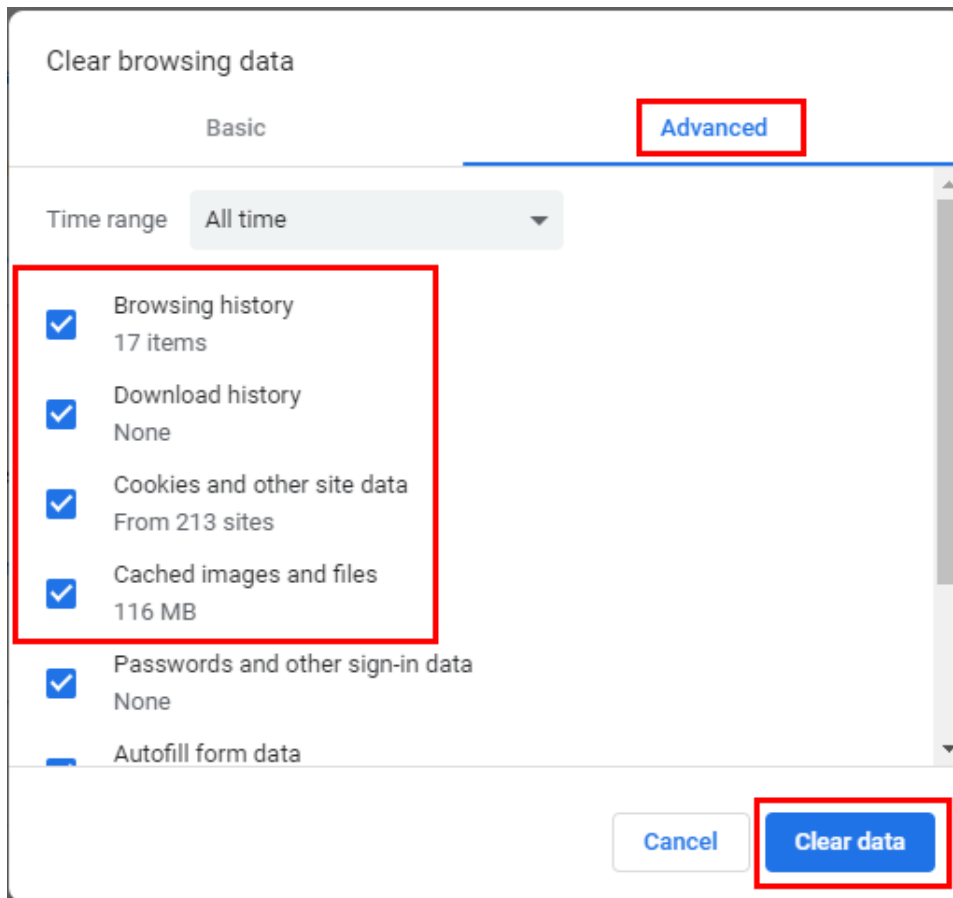 Clear browsing data
Basic
Advanced
Time range
All time
Browsing history
17 items
Download history
None
Cookies and other site data
From 213 sites
Cached images and files
116 MB
Passwords and other sign-in data
None
Autofill form data
Cancel
Clear data